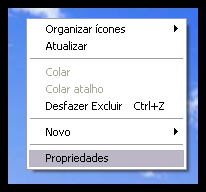 Organizar ícones
Atualizar
Colar
Colar atalho
Desfazer Excluir Ctrl+Z
Novo
Propriedades